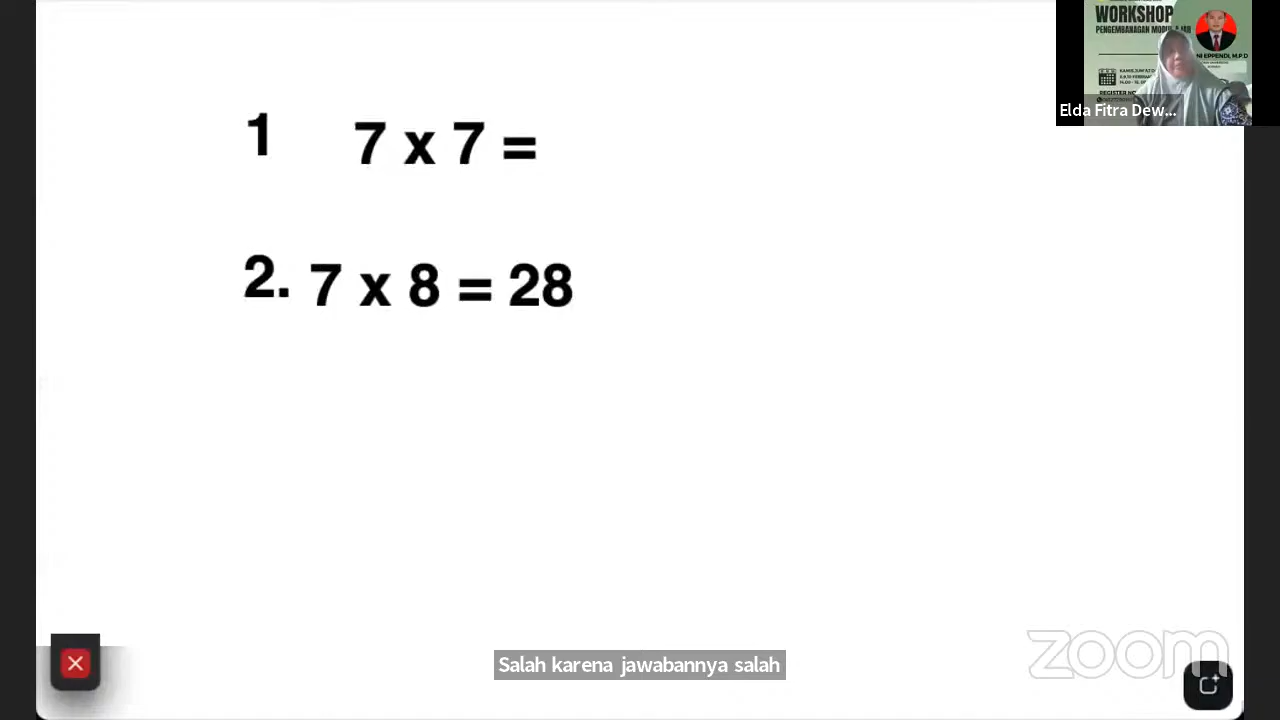 1 7 x 7 =
2. 7 x 8 = 28
WORKSHOP
Elda Fitra Dew...
Salah karena jawabannya salah
zoom